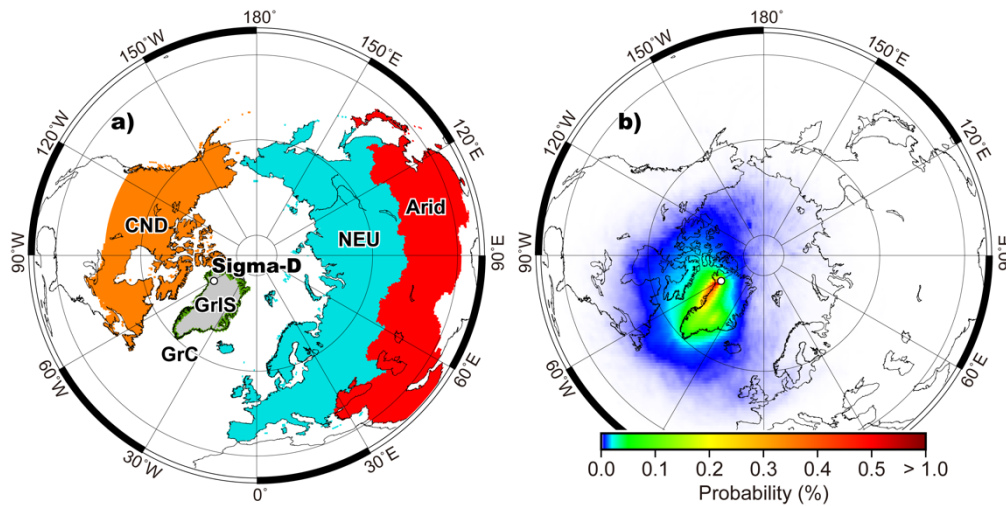 180˚
150˚W
150˚E
120˚W
120˚E
90˚W
90˚E
60˚W
60˚E
30˚W
30˚E
0˚
a)
CND
NEU
Arid
Sigma-D
GrIS
GrC
180˚
150˚W
150˚E
120˚W
120˚E
90˚W
90˚E
60˚W
60˚E
b)
0.0 0.1 0.2 0.3 0.4 0.5 > 1.0
Probability (%)